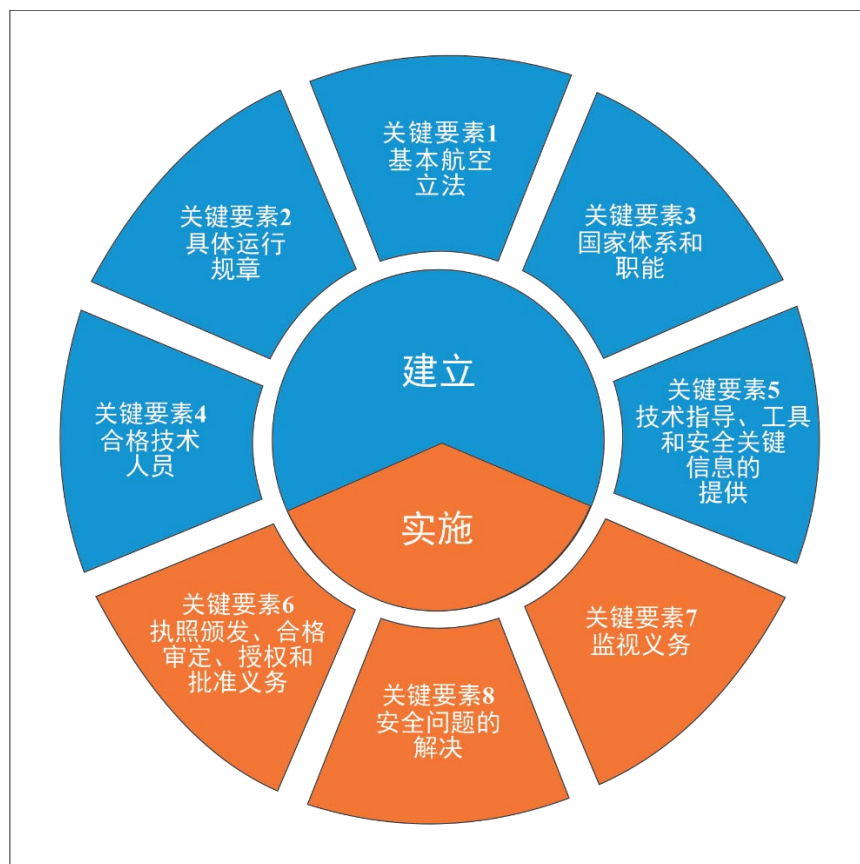 关键要素1
基本航空
立法
关键要素2
具体运行
规章
关键要素3
国家体系和
职能
关键要素4
合格技术
人员
建立
关键要素5
技术指导、工具
和安全关键
信息的
提供
实施
关键要素6
执照颁发、合格
审定、授权和
批准义务
关键要素7
监视义务
关键要素8
安全问题的
解决